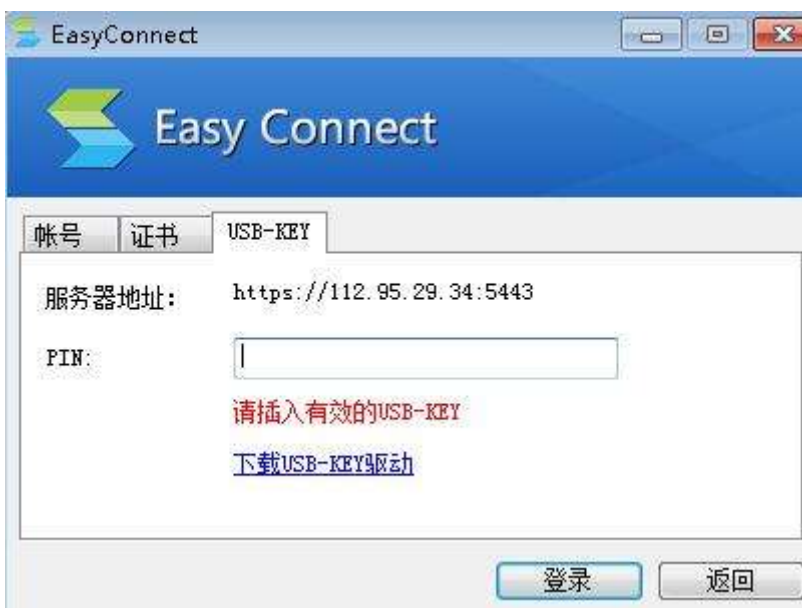 EasyConnect
Easy Connect
帐号 证书 USB-KEY
服务器地址: https://112.95.29.34:5443
PIN:
请插入有效的USB-KEY
下载USB-KEY驱动
登录 返回